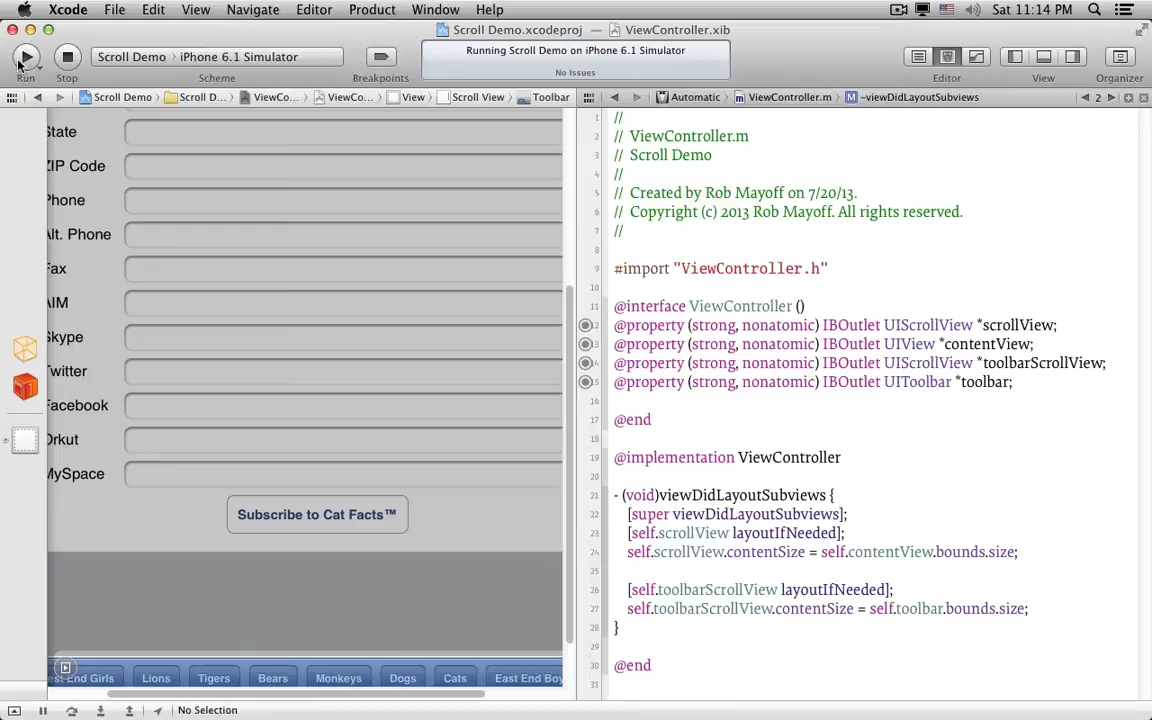 Xcode File Edit View Navigate Editor Product Window Help Sat 11:14 PM
Scroll Demo.xcodeproj — ViewController.xib
Scroll Demo iPhone 6.1 Simulator
Running Scroll Demo on iPhone 6.1 Simulator
No Issues
Run Stop Scheme Breakpoints Editor View Organizer
Scroll Demo Scroll D... ViewCo... ViewCo... View Scroll View Toolbar
Automatic ViewController.m -viewDidLayoutSubviews 2
State
ZIP Code
Phone
Alt. Phone
Fax
AIM
Skype
Twitter
Facebook
Orkut
MySpace
Subscribe to Cat Facts™
est End Girls Lions Tigers Bears Monkeys Dogs Cats East End Boy
1 //
2 // ViewController.m
3 // Scroll Demo
4 //
5 // Created by Rob Mayoff on 7/20/13.
6 // Copyright (c) 2013 Rob Mayoff. All rights reserved.
7 //
8
9 #import "ViewController.h"
10
11 @interface ViewController ()
12 @property (strong, nonatomic) IBOutlet UIScrollView *scrollView;
13 @property (strong, nonatomic) IBOutlet UIView *contentView;
14 @property (strong, nonatomic) IBOutlet UIScrollView *toolbarScrollView;
15 @property (strong, nonatomic) IBOutlet UIToolbar *toolbar;
16
17 @end
18
19 @implementation ViewController
20
21 - (void)viewDidLayoutSubviews {
22 [super viewDidLayoutSubviews];
23 [self.scrollView layoutIfNeeded];
24 self.scrollView.contentSize = self.contentView.bounds.size;
25
26 [self.toolbarScrollView layoutIfNeeded];
27 self.toolbarScrollView.contentSize = self.toolbar.bounds.size;
28 }
29
30 @end
31
No Selection